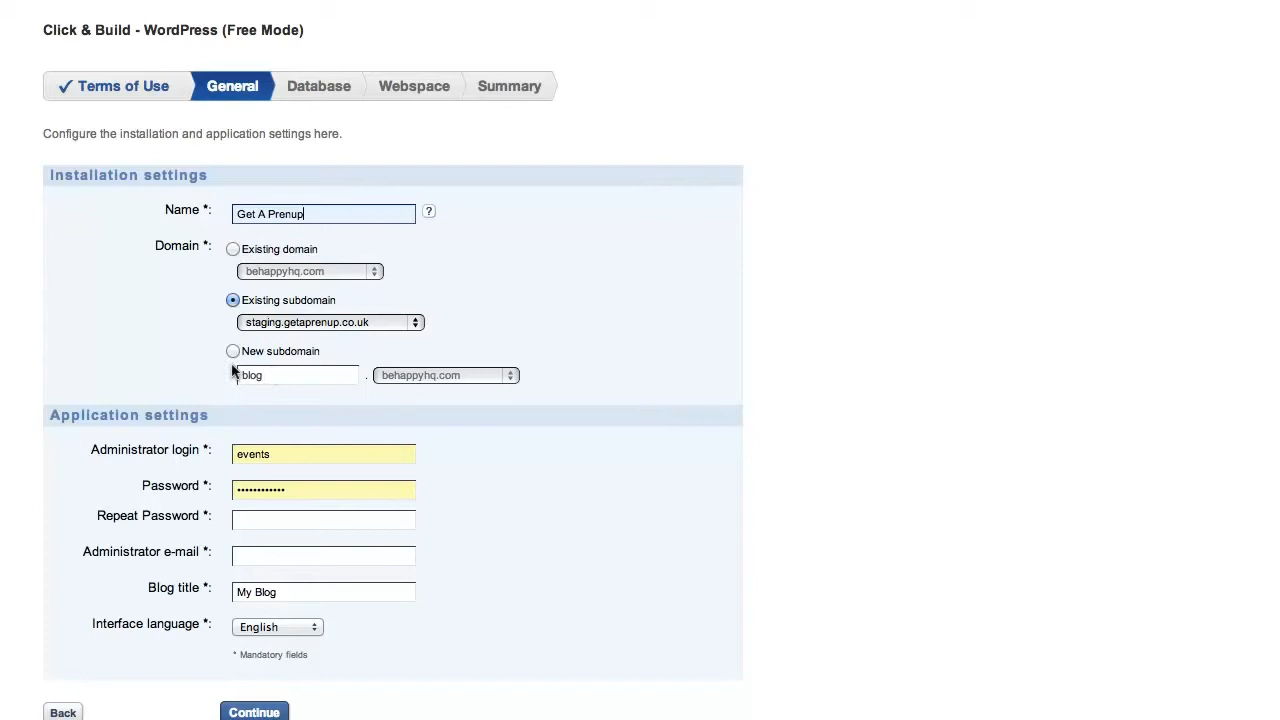 Click & Build - WordPress (Free Mode)
✓ Terms of Use General Database Webspace Summary
Configure the installation and application settings here.
Installation settings
Name *: Get A Prenup ?
Domain *: Existing domain
behappyhq.com
Existing subdomain
staging.getaprenup.co.uk
New subdomain
blog . behappyhq.com
Application settings
Administrator login *: events
Password *: ••••••••••••
Repeat Password *:
Administrator e-mail *:
Blog title *: My Blog
Interface language *: English
* Mandatory fields
Back Continue